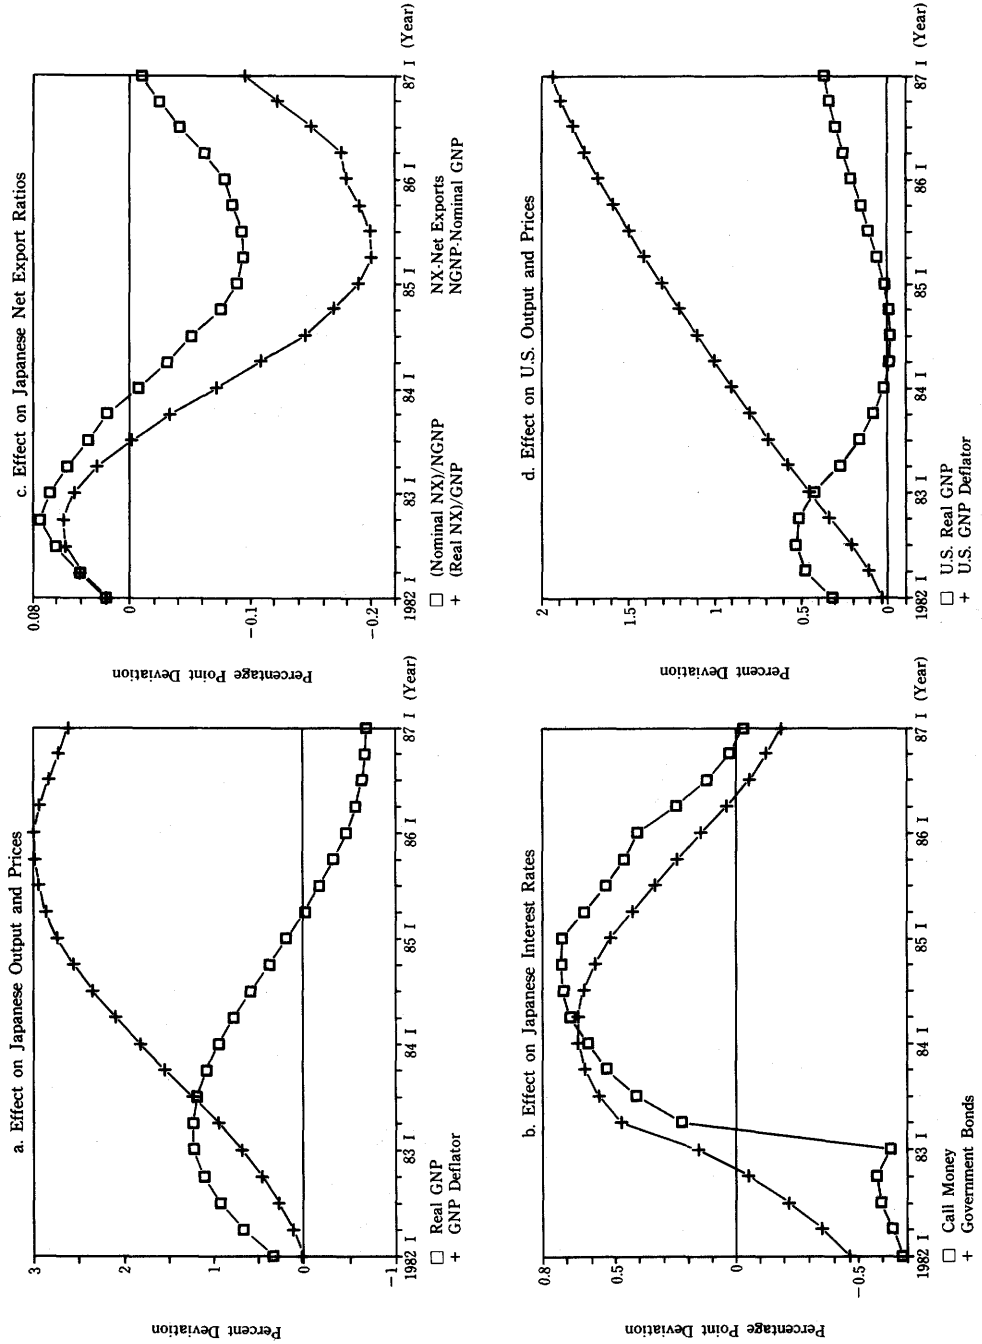 a. Effect on Japanese Output and Prices
Percent Deviation
3
2
1
0
−1
1982 I
83 I
84 I
85 I
86 I
87 I (Year)
□ Real GNP
+ GNP Deflator
b. Effect on Japanese Interest Rates
Percentage Point Deviation
0.8
0.5
0
−0.5
1982 I
83 I
84 I
85 I
86 I
87 I (Year)
□ Call Money
+ Government Bonds
c. Effect on Japanese Net Export Ratios
Percentage Point Deviation
0.08
0
−0.1
−0.2
1982 I
83 I
84 I
85 I
86 I
87 I (Year)
□ (Nominal NX)/NGNP
+ (Real NX)/GNP
NX-Net Exports
NGNP-Nominal GNP
d. Effect on U.S. Output and Prices
Percent Deviation
2
1.5
1
0.5
0
1982 I
83 I
84 I
85 I
86 I
87 I (Year)
□ U.S. Real GNP
+ U.S. GNP Deflator